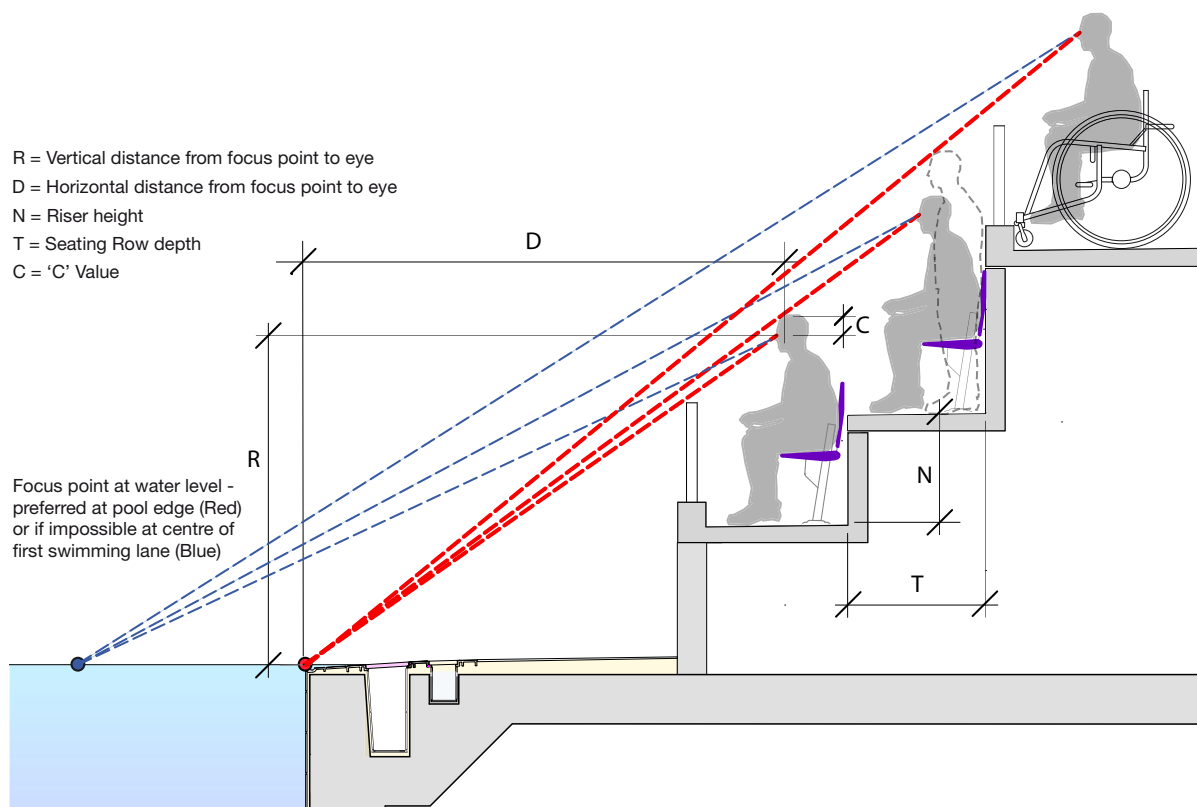 R = Vertical distance from focus point to eye
D = Horizontal distance from focus point to eye
N = Riser height
T = Seating Row depth
C = ‘C’ Value
D
C
R
Focus point at water level -
preferred at pool edge (Red)
or if impossible at centre of
first swimming lane (Blue)
N
T